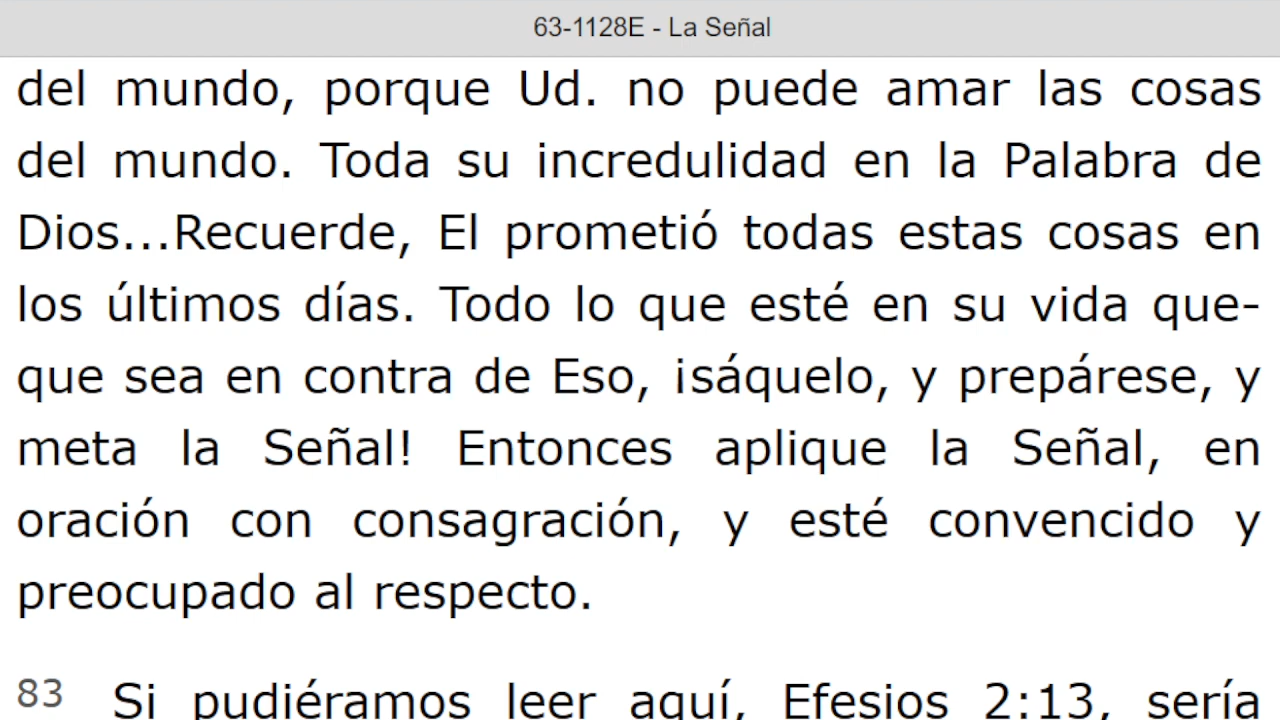 63-1128E - La Señal
del mundo, porque Ud. no puede amar las cosas
del mundo. Toda su incredulidad en la Palabra de
Dios...Recuerde, El prometió todas estas cosas en
los últimos días. Todo lo que esté en su vida que-
que sea en contra de Eso, ¡sáquelo, y prepárese, y
meta la Señal! Entonces aplique la Señal, en
oración con consagración, y esté convencido y
preocupado al respecto.
83 Si pudiéramos leer aquí, Efesios 2:13, sería